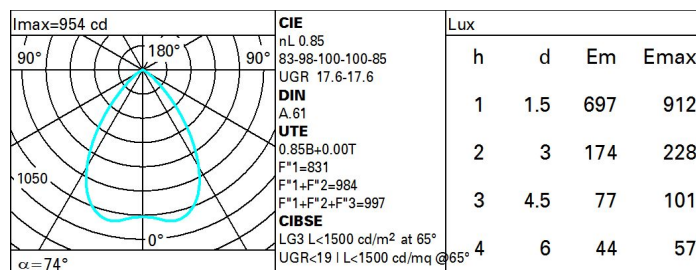 Imax=954 cd
90° 180° 90°
1050
0°
α=74°
CIE
nL 0.85
83-98-100-100-85
UGR 17.6-17.6
DIN
A.61
UTE
0.85B+0.00T
F"1=831
F"1+F"2=984
F"1+F"2+F"3=997
CIBSE
LG3 L<1500 cd/m² at 65°
UGR<19 | L<1500 cd/mq @65°
Lux
h d Em Emax
1 1.5 697 912
2 3 174 228
3 4.5 77 101
4 6 44 57